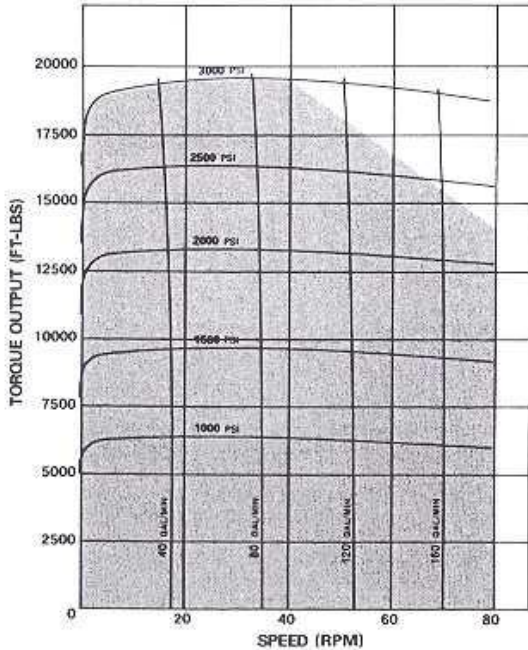 20000
17500
15000
12500
10000
7500
5000
2500
0
TORQUE OUTPUT (FT-LBS)
3000 PSI
2500 PSI
2000 PSI
1500 PSI
1000 PSI
40 GAL/MIN
80 GAL/MIN
120 GAL/MIN
160 GAL/MIN
20
40
60
80
SPEED (RPM)